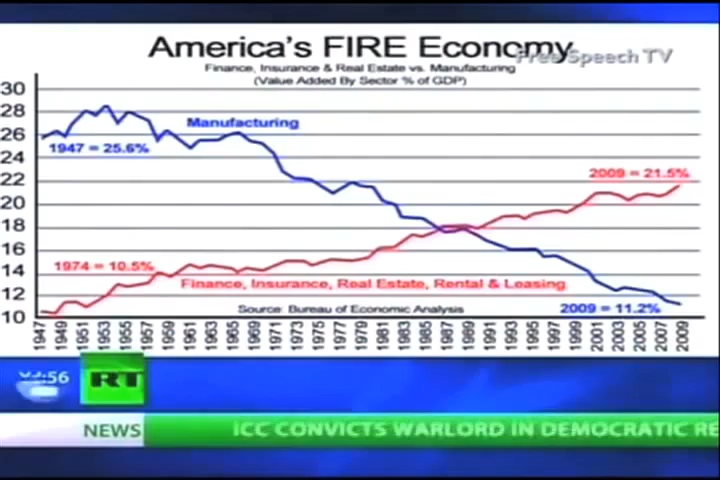 America's FIRE Economy
Free Speech TV
Finance, Insurance & Real Estate vs. Manufacturing
(Value Added By Sector % of GDP)
30
28
26
24
22
20
18
16
14
12
10
Manufacturing
1947 = 25.6%
2009 = 21.5%
1974 = 10.5%
Finance, Insurance, Real Estate, Rental & Leasing
Source: Bureau of Economic Analysis
2009 = 11.2%
1947 1949 1951 1953 1955 1957 1959 1961 1963 1965 1967 1969 1971 1973 1975 1977 1979 1981 1983 1985 1987 1989 1991 1993 1995 1997 1999 2001 2003 2005 2007 2009
RT
NEWS
ICC CONVICTS WARLORD IN DEMOCRATIC RE